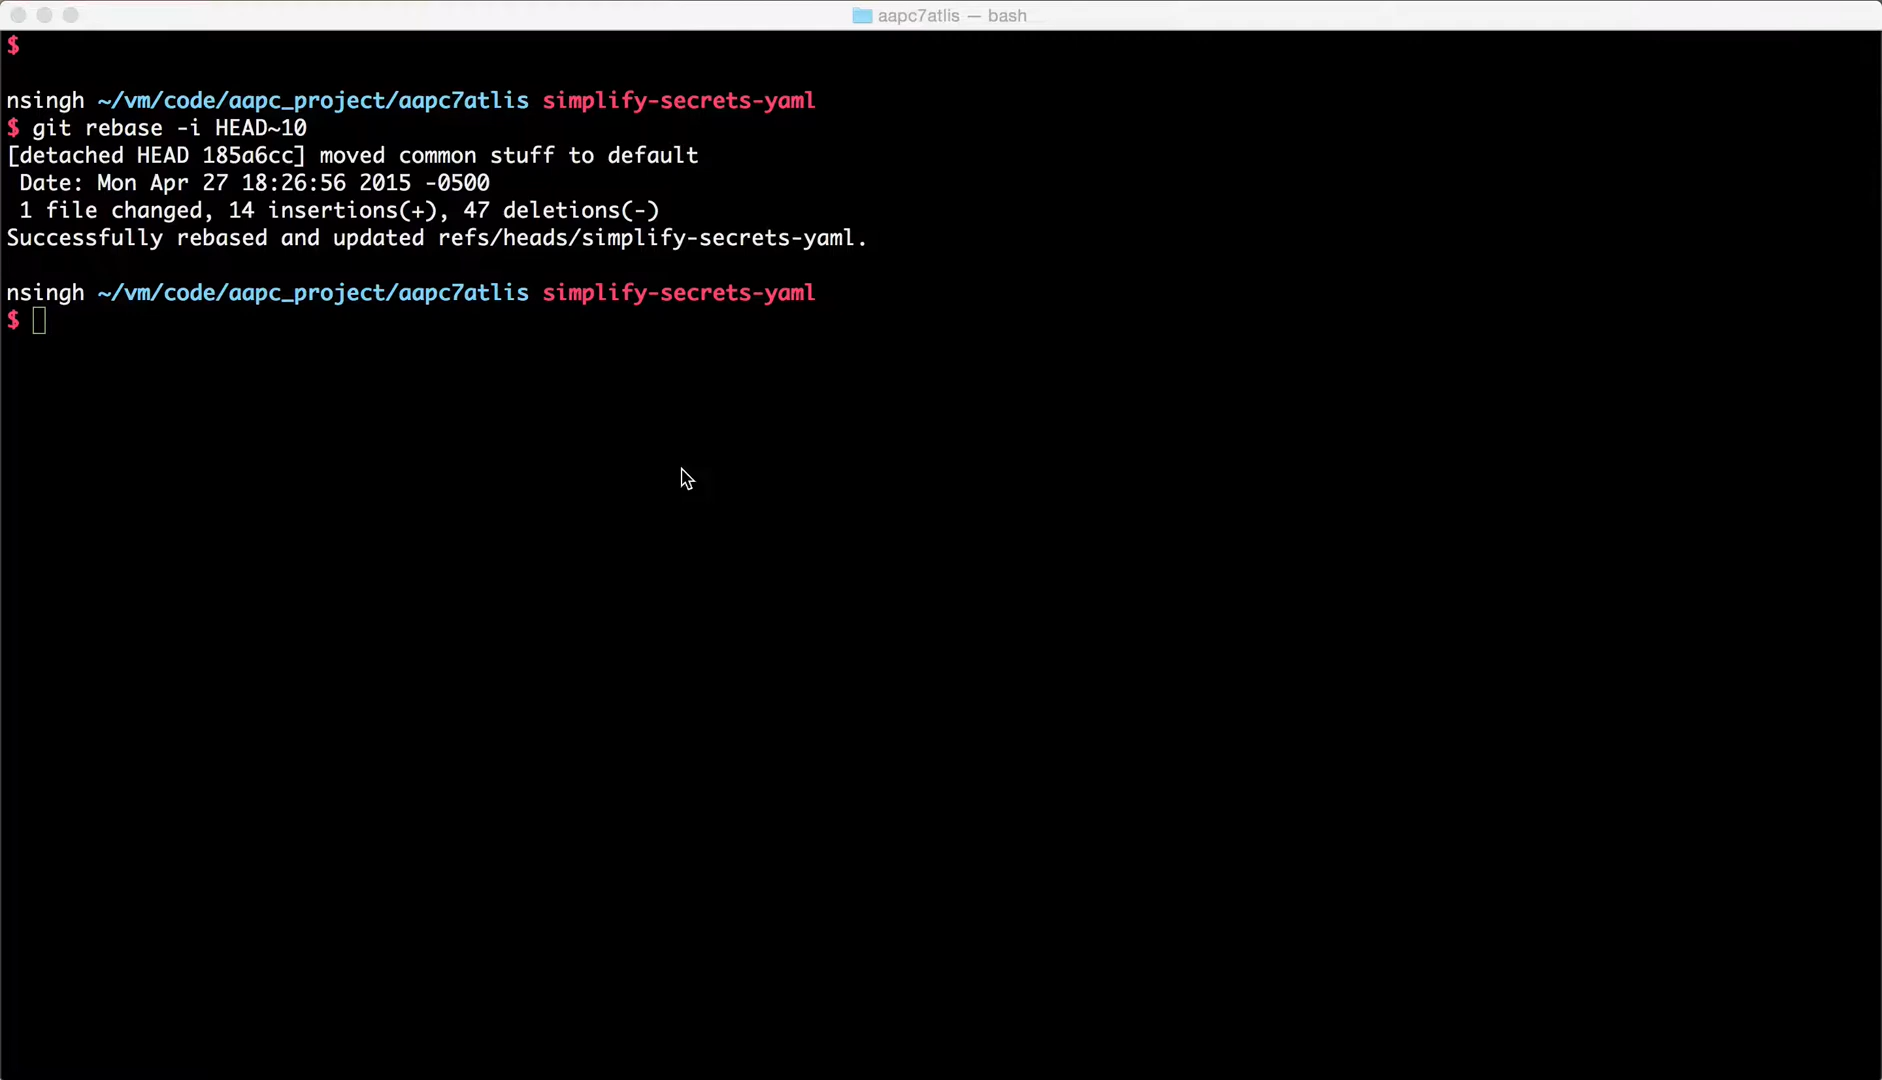 aapc7atlis — bash
$
nsingh ~/vm/code/aapc_project/aapc7atlis simplify-secrets-yaml
$ git rebase -i HEAD~10
[detached HEAD 185a6cc] moved common stuff to default
Date: Mon Apr 27 18:26:56 2015 -0500
1 file changed, 14 insertions(+), 47 deletions(-)
Successfully rebased and updated refs/heads/simplify-secrets-yaml.
nsingh ~/vm/code/aapc_project/aapc7atlis simplify-secrets-yaml
$